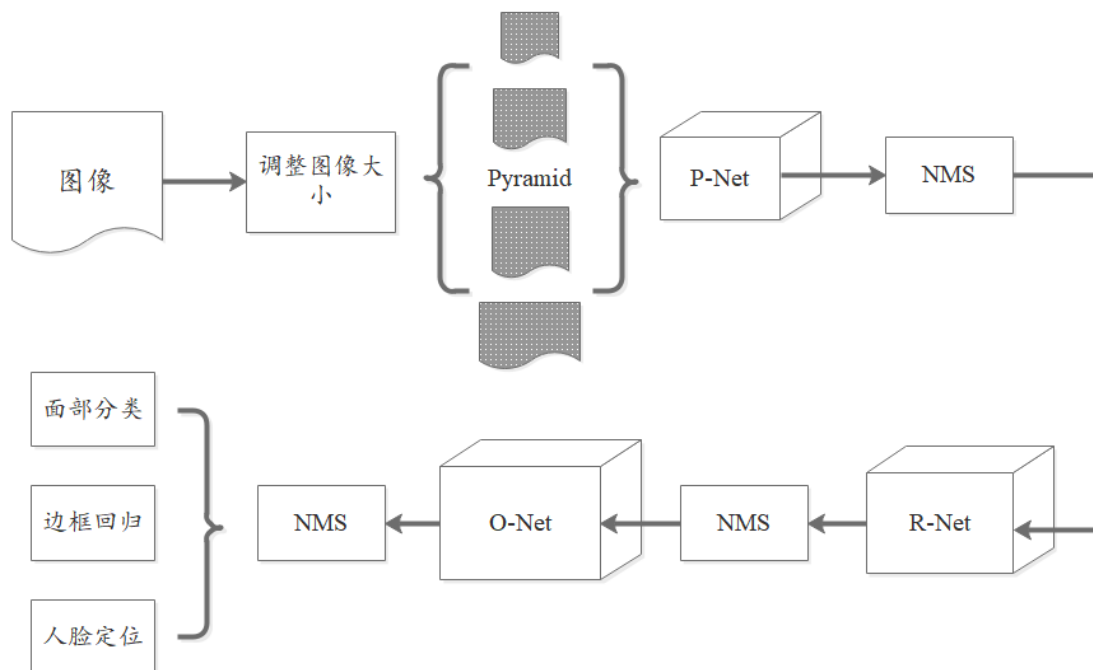 图像
调整图像大
小
Pyramid
P-Net
NMS
R-Net
NMS
O-Net
NMS
面部分类
边框回归
人脸定位